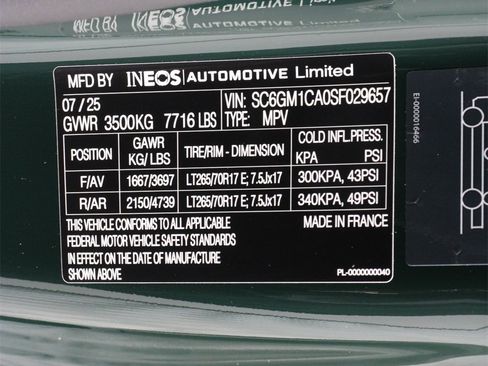 MFD BY INEOS AUTOMOTIVE Limited
07 / 25 VIN: SC6GM1CA0SF029657
GVWR 3500KG 7716 LBS TYPE: MPV
POSITION GAWR KG/ LBS TIRE/RIM - DIMENSION COLD INFL. PRESSURE KPA PSI
F/AV 1667/3697 LT265/70R17 E; 7.5Jx17 300KPA, 43PSI
R/AR 2150/4739 LT265/70R17 E; 7.5Jx17 340KPA, 49PSI
THIS VEHICLE CONFORMS TO ALL APPLICABLE MADE IN FRANCE
FEDERAL MOTOR VEHICLE SAFETY STANDARDS
IN EFFECT ON THE DATE OF MANUFACTURE
SHOWN ABOVE
PL-0000000040
EI-0000016466